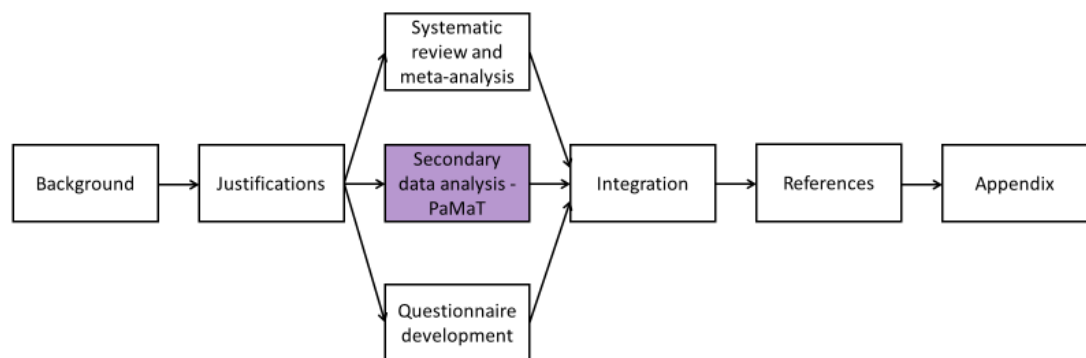 Systematic
review and
meta-analysis
Background
Justifications
Secondary
data analysis -
PaMaT
Integration
References
Appendix
Questionnaire
development